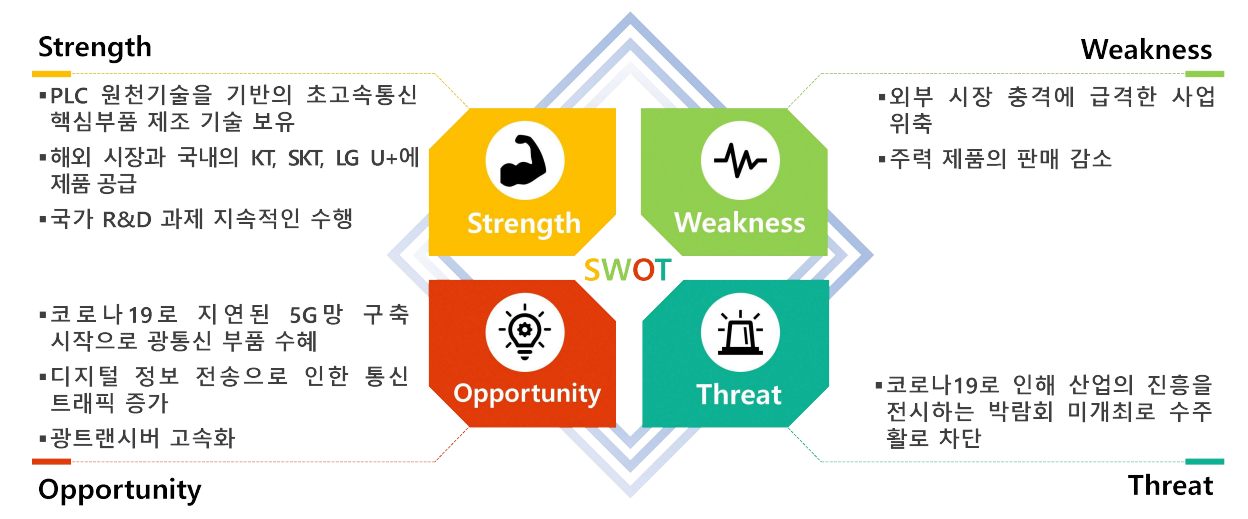 Strength
▪PLC 원천기술을 기반의 초고속통신
핵심부품 제조 기술 보유
▪해외 시장과 국내의 KT, SKT, LG U+에
제품 공급
▪국가 R&D 과제 지속적인 수행
Weakness
▪외부 시장 충격에 급격한 사업
위축
▪주력 제품의 판매 감소
Strength
Weakness
SWOT
Opportunity
Threat
▪코로나19로 지연된 5G망 구축
시작으로 광통신 부품 수혜
▪디지털 정보 전송으로 인한 통신
트래픽 증가
▪광트랜시버 고속화
Opportunity
▪코로나19로 인해 산업의 진흥을
전시하는 박람회 미개최로 수주
활로 차단
Threat